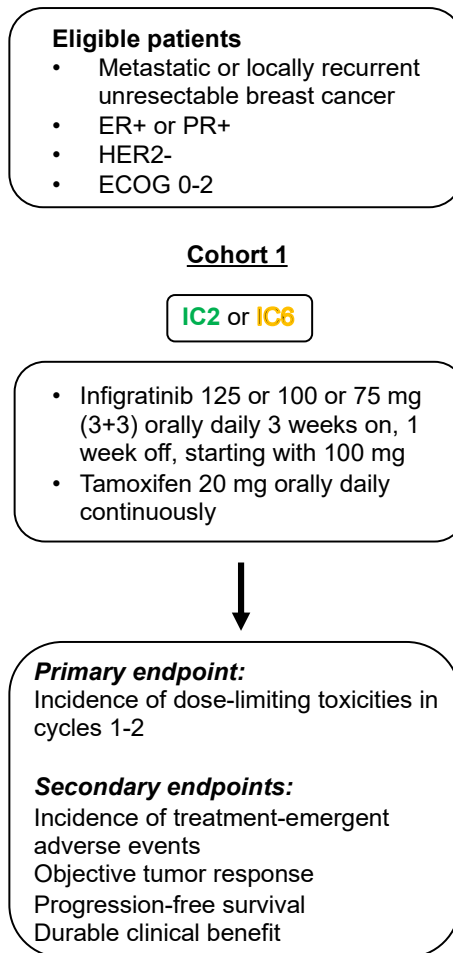 Eligible patients
• Metastatic or locally recurrent
unresectable breast cancer
• ER+ or PR+
• HER2-
• ECOG 0-2
Cohort 1
IC2 or IC6
• Infigratinib 125 or 100 or 75 mg
(3+3) orally daily 3 weeks on, 1
week off, starting with 100 mg
• Tamoxifen 20 mg orally daily
continuously
Primary endpoint:
Incidence of dose-limiting toxicities in
cycles 1-2
Secondary endpoints:
Incidence of treatment-emergent
adverse events
Objective tumor response
Progression-free survival
Durable clinical benefit